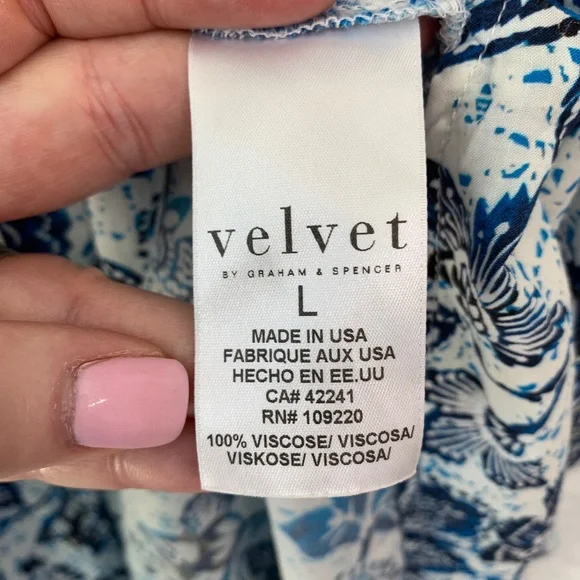 velvet
BY GRAHAM & SPENCER
L
MADE IN USA
FABRIQUE AUX USA
HECHO EN EE.UU
CA# 42241
RN# 109220
100% VISCOSE/ VISCOSA/
VISKOSE/ VISCOSA/